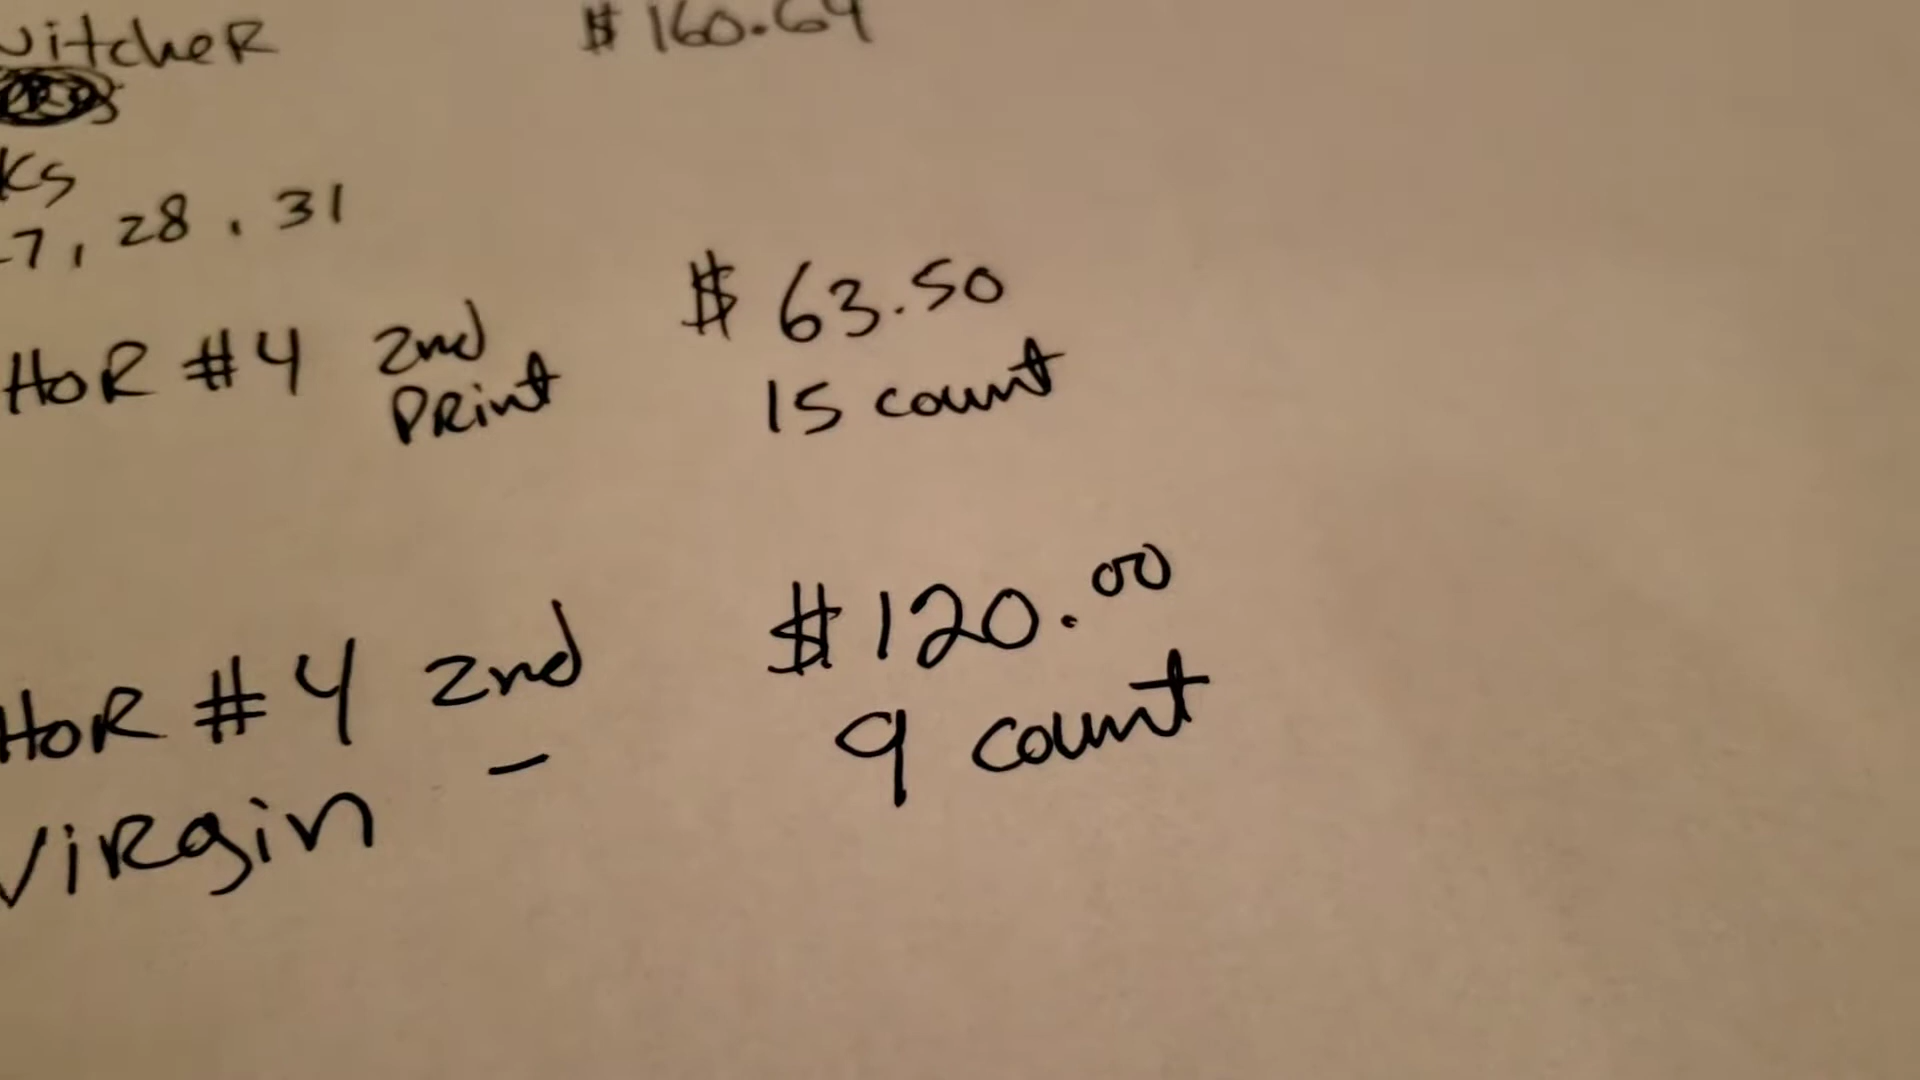 witcher $160.64
ks
7, 28, 31
HOR #4 2nd Print $63.50
15 count
HOR #4 2nd $120.00
Virgin - 9 count